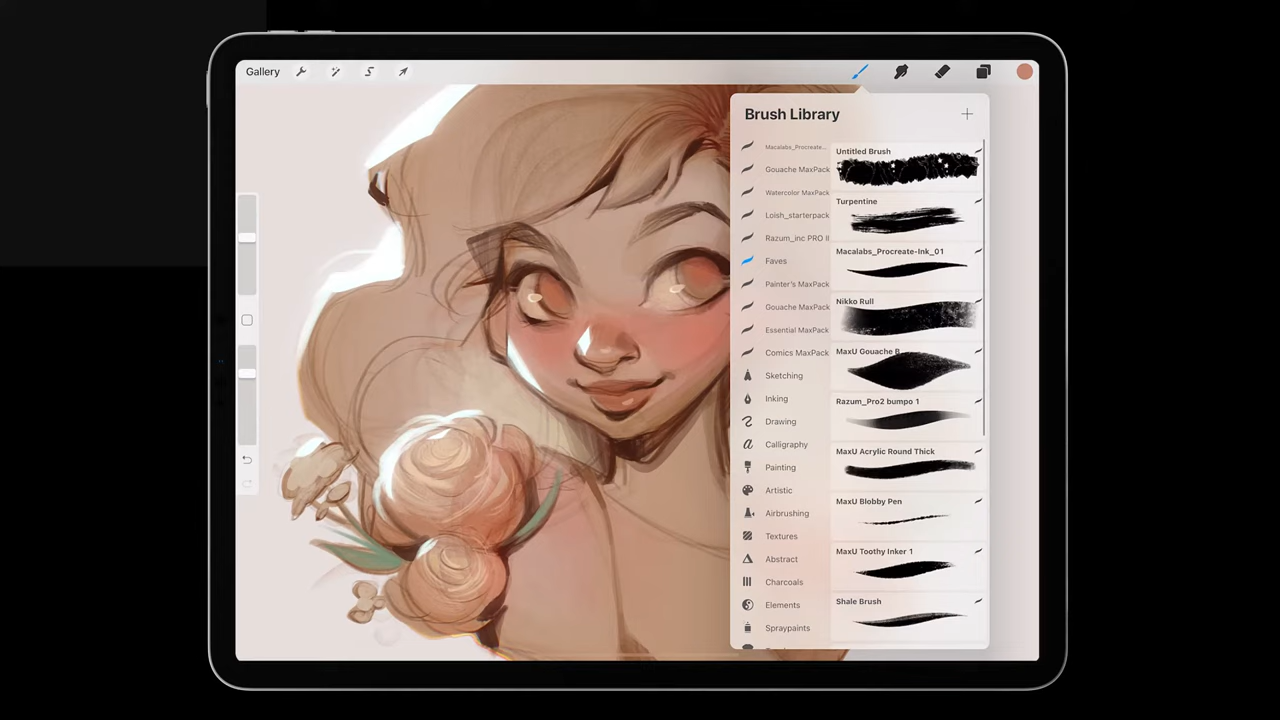 Gallery
Brush Library
Macalabs_Procreate...
Gouache MaxPack
Watercolor MaxPack
Loish_starterpack
Razum_inc PRO II
Faves
Painter's MaxPack
Gouache MaxPack
Essential MaxPack
Comics MaxPack
Sketching
Inking
Drawing
Calligraphy
Painting
Artistic
Airbrushing
Textures
Abstract
Charcoals
Elements
Spraypaints
Untitled Brush
Turpentine
Macalabs_Procreate-Ink_01
Nikko Rull
MaxU Gouache B
Razum_Pro2 bumpo 1
MaxU Acrylic Round Thick
MaxU Blobby Pen
MaxU Toothy Inker 1
Shale Brush